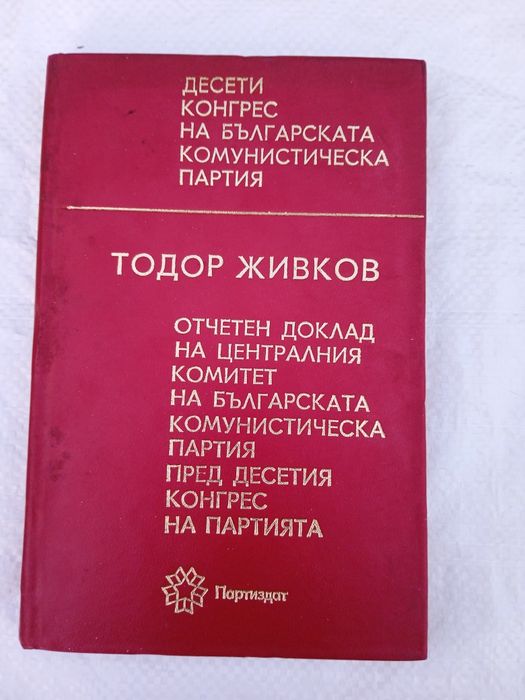 ДЕСЕТИ
КОНГРЕС
НА БЪЛГАРСКАТА
КОМУНИСТИЧЕСКА
ПАРТИЯ
ТОДОР ЖИВКОВ
ОТЧЕТЕН ДОКЛАД
НА ЦЕНТРАЛНИЯ
КОМИТЕТ
НА БЪЛГАРСКАТА
КОМУНИСТИЧЕСКА
ПАРТИЯ
ПРЕД ДЕСЕТИЯ
КОНГРЕС
НА ПАРТИЯТА
Партиздат